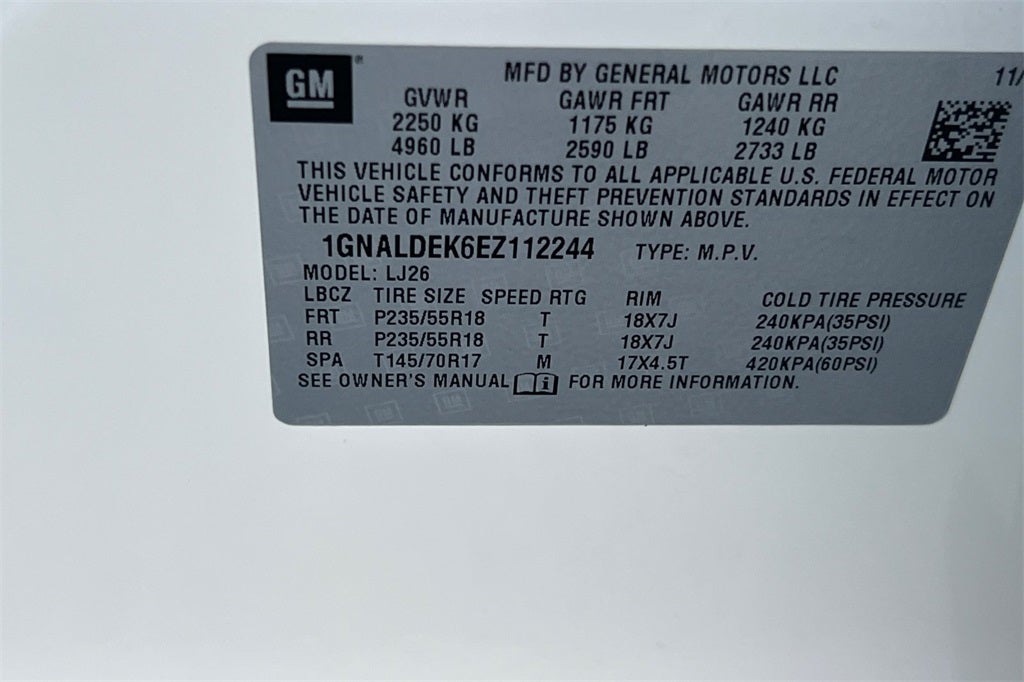 GM® MFD BY GENERAL MOTORS LLC 11/
GVWR GAWR FRT GAWR RR
2250 KG 1175 KG 1240 KG
4960 LB 2590 LB 2733 LB
THIS VEHICLE CONFORMS TO ALL APPLICABLE U.S. FEDERAL MOTOR
VEHICLE SAFETY AND THEFT PREVENTION STANDARDS IN EFFECT ON
THE DATE OF MANUFACTURE SHOWN ABOVE.
1GNALDEK6EZ112244 TYPE: M.P.V.
MODEL: LJ26
LBCZ TIRE SIZE SPEED RTG RIM COLD TIRE PRESSURE
FRT P235/55R18 T 18X7J 240KPA(35PSI)
RR P235/55R18 T 18X7J 240KPA(35PSI)
SPA T145/70R17 M 17X4.5T 420KPA(60PSI)
SEE OWNER'S MANUAL FOR MORE INFORMATION.